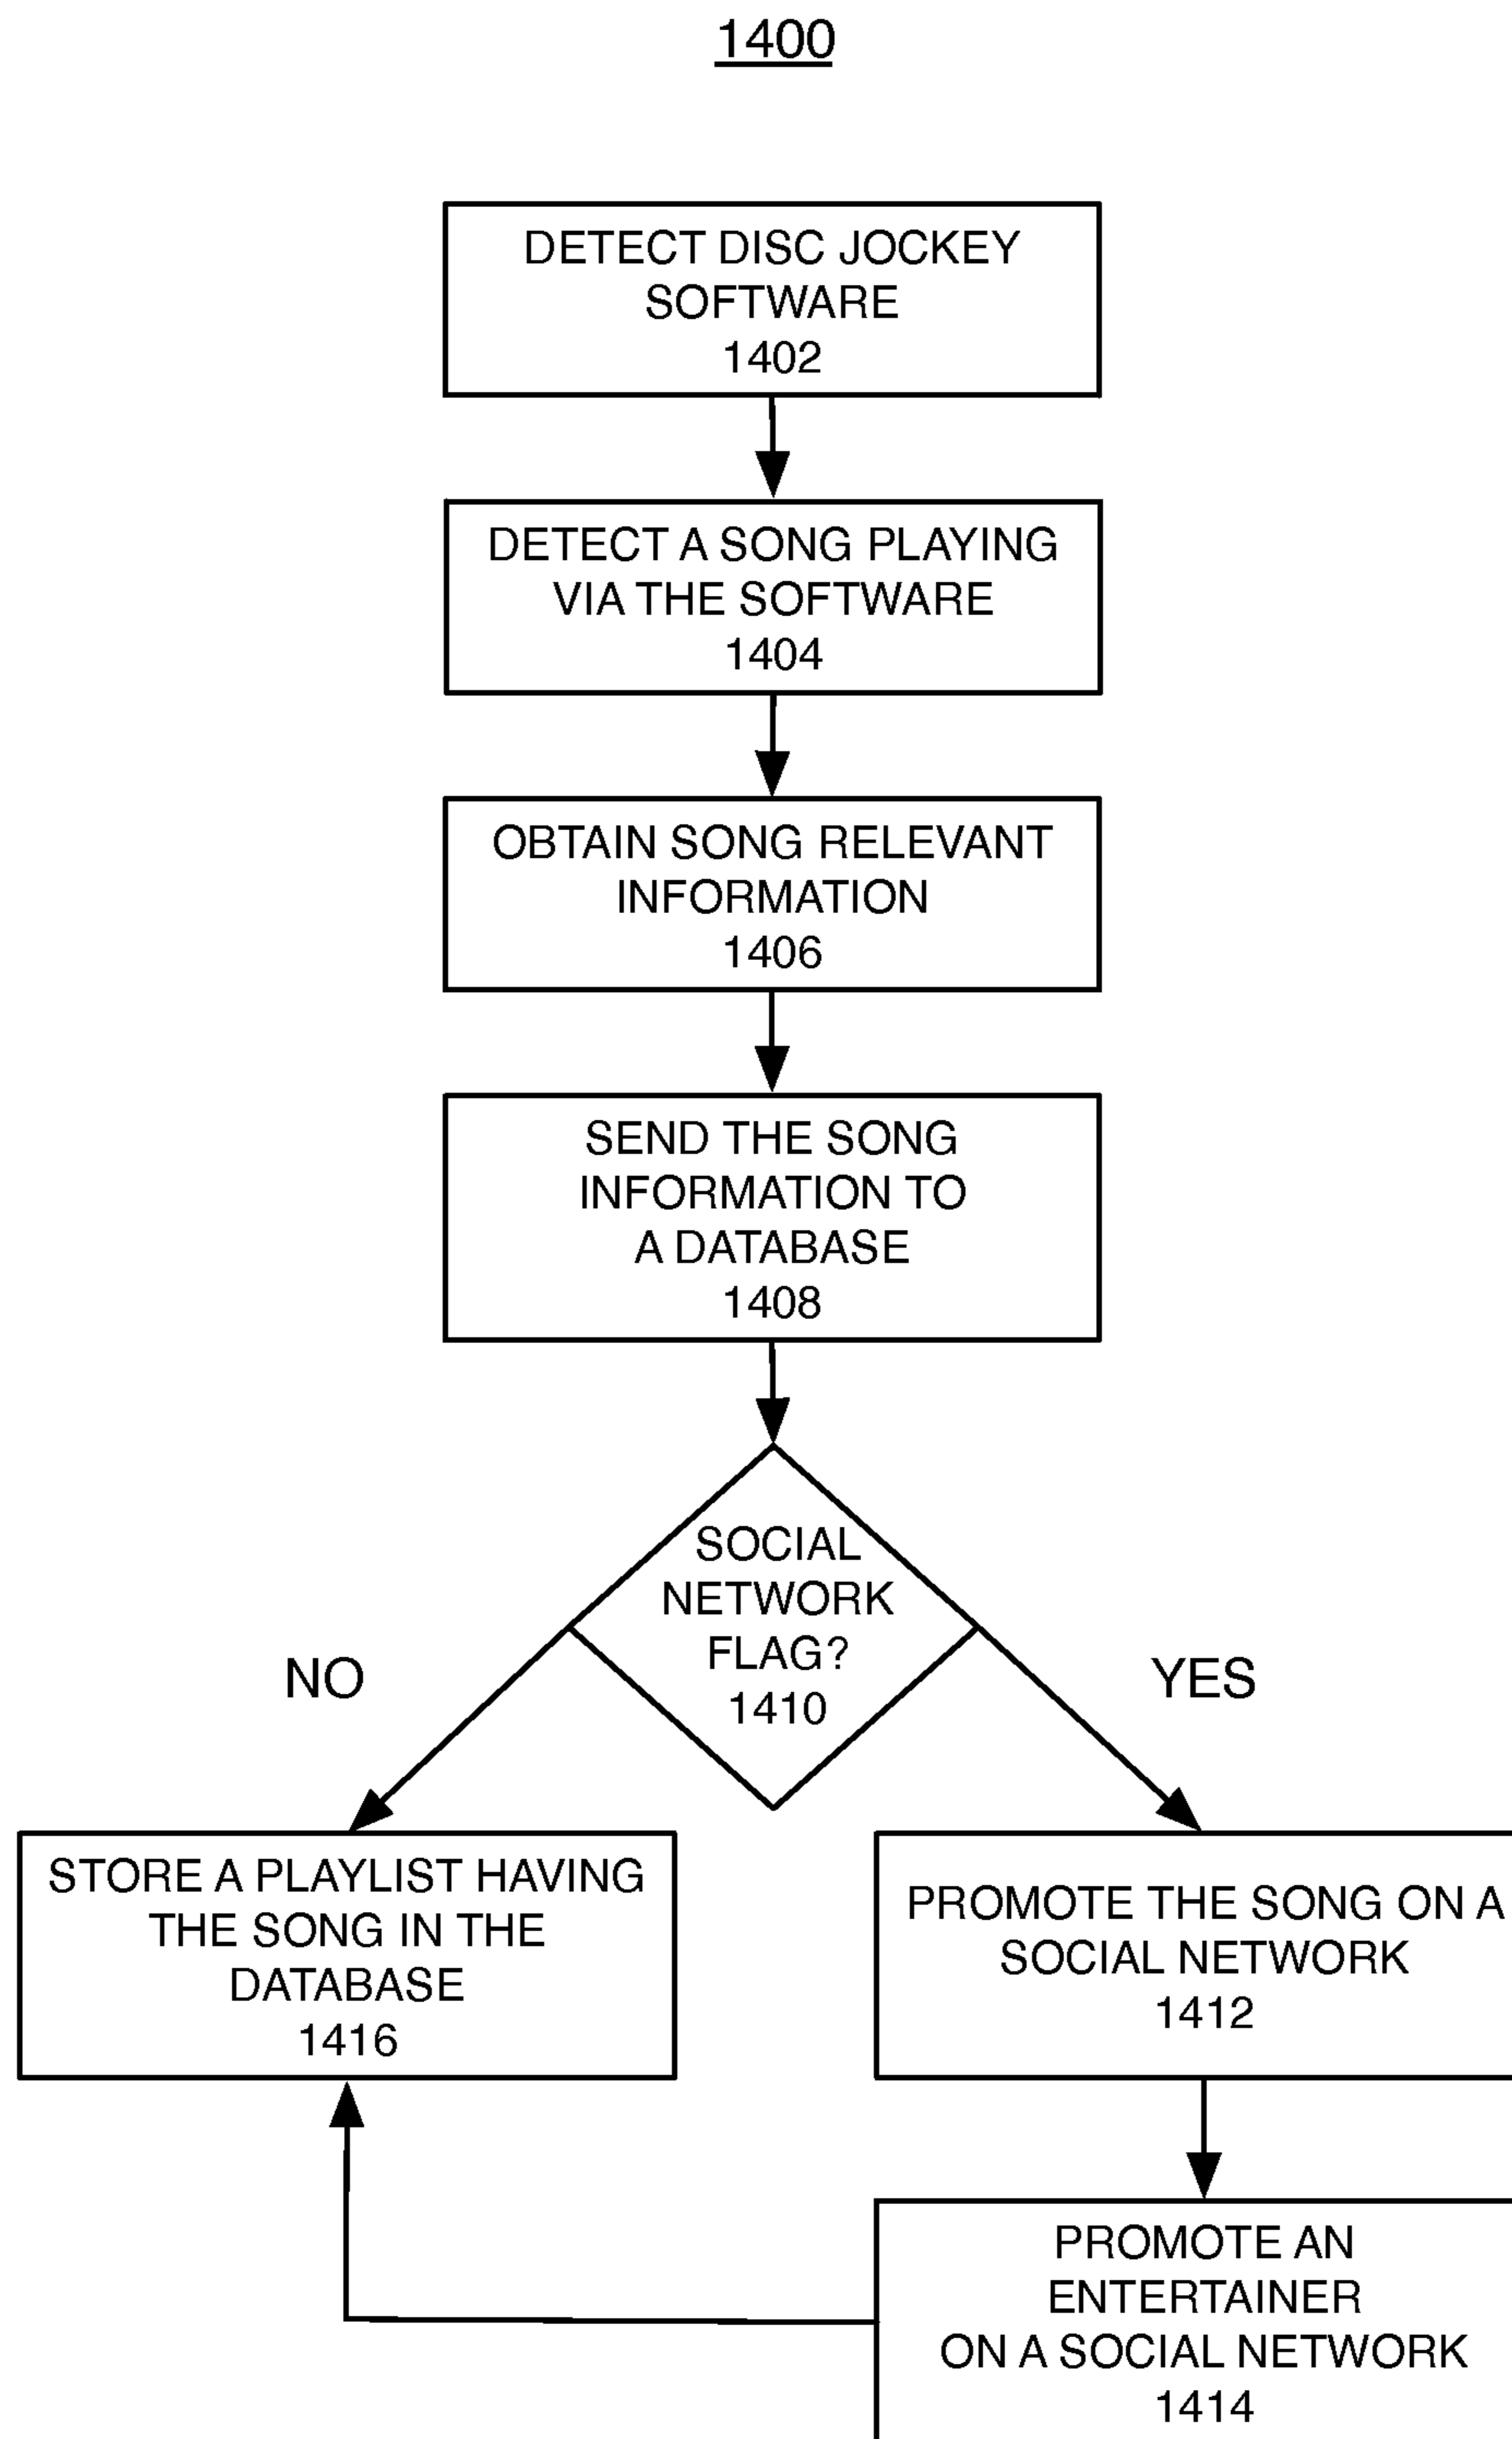 1400
DETECT DISC JOCKEY
SOFTWARE
1402
DETECT A SONG PLAYING
VIA THE SOFTWARE
1404
OBTAIN SONG RELEVANT
INFORMATION
1406
SEND THE SONG
INFORMATION TO
A DATABASE
1408
SOCIAL
NETWORK
FLAG?
1410
NO
YES
STORE A PLAYLIST HAVING
THE SONG IN THE
DATABASE
1416
PROMOTE THE SONG ON A
SOCIAL NETWORK
1412
PROMOTE AN
ENTERTAINER
ON A SOCIAL NETWORK
1414